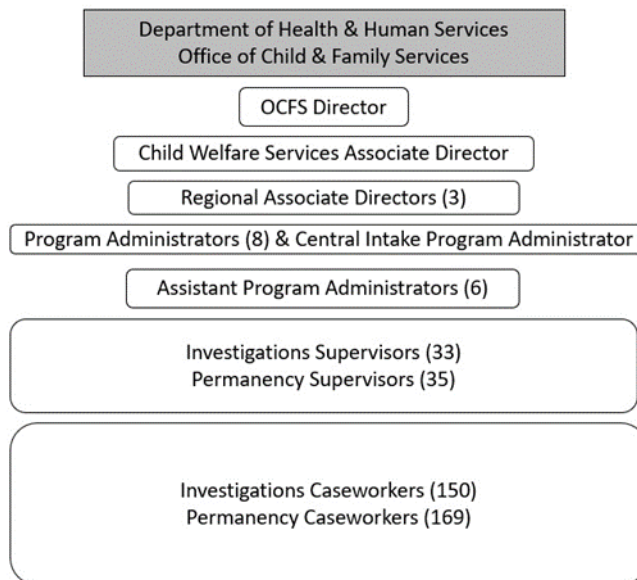 Department of Health & Human Services
Office of Child & Family Services
OCFS Director
Child Welfare Services Associate Director
Regional Associate Directors (3)
Program Administrators (8) & Central Intake Program Administrator
Assistant Program Administrators (6)
Investigations Supervisors (33)
Permanency Supervisors (35)
Investigations Caseworkers (150)
Permanency Caseworkers (169)